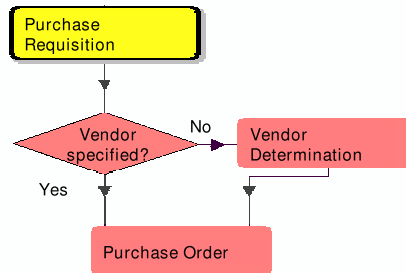 Purchase
Requisition
Vendor
specified?
No
Vendor
Determination
Yes
Purchase Order